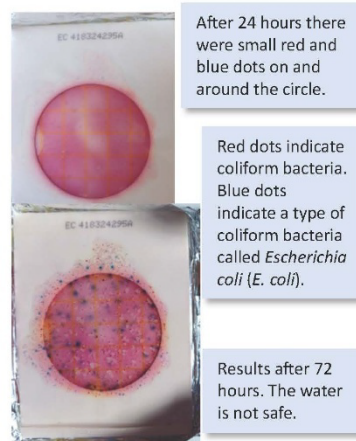 EC 418324295A
After 24 hours there
were small red and
blue dots on and
around the circle.
Red dots indicate
coliform bacteria.
Blue dots
indicate a type of
coliform bacteria
called Escherichia
coli (E. coli).
EC 418324295A
Results after 72
hours. The water
is not safe.